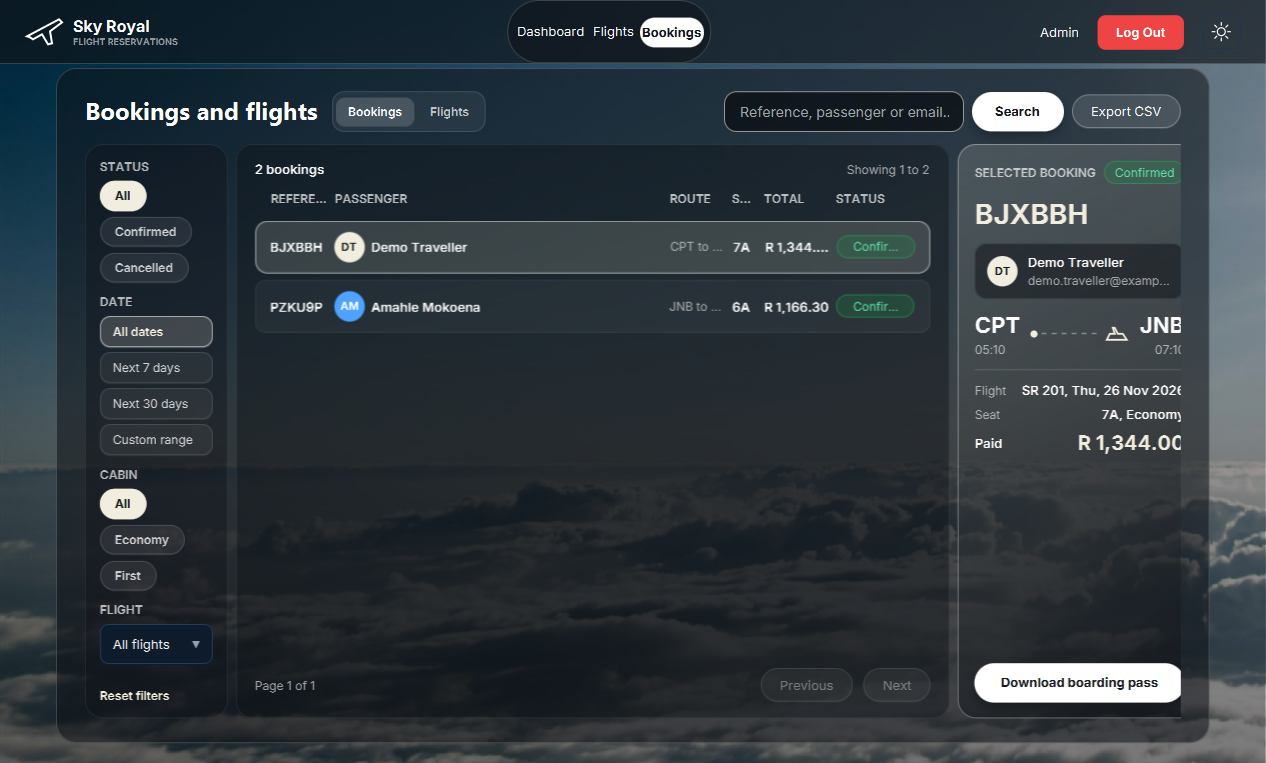 Sky Royal
FLIGHT RESERVATIONS
Dashboard Flights Bookings
Admin Log Out
Bookings and flights
Bookings Flights
Reference, passenger or email..
Search Export CSV
STATUS
All
Confirmed
Cancelled
DATE
All dates
Next 7 days
Next 30 days
Custom range
CABIN
All
Economy
First
FLIGHT
All flights
Reset filters
2 bookings Showing 1 to 2
REFERE... PASSENGER ROUTE S... TOTAL STATUS
BJXBBH DT Demo Traveller CPT to ... 7A R 1,344.... Confir...
PZKU9P AM Amahle Mokoena JNB to ... 6A R 1,166.30 Confir...
Page 1 of 1 Previous Next
SELECTED BOOKING Confirmed
BJXBBH
DT Demo Traveller
demo.traveller@examp...
CPT JNB
05:10 07:10
Flight SR 201, Thu, 26 Nov 2026
Seat 7A, Economy
Paid R 1,344.00
Download boarding pass